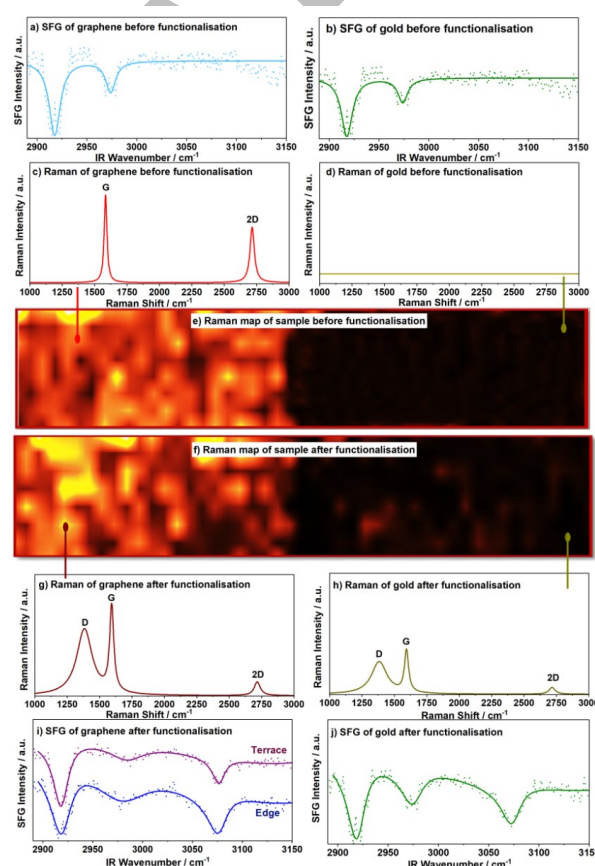 a) SFG of graphene before functionalisation
SFG Intensity / a.u.
2900 2950 3000 3050 3100 3150
IR Wavenumber / cm-1
b) SFG of gold before functionalisation
SFG Intensity / a.u.
2900 2950 3000 3050 3100 3150
IR Wavenumber / cm-1
c) Raman of graphene before functionalisation
Raman Intensity / a.u.
G
2D
1000 1250 1500 1750 2000 2250 2500 2750 3000
Raman Shift / cm-1
d) Raman of gold before functionalisation
Raman Intensity / a.u.
1000 1250 1500 1750 2000 2250 2500 2750 3000
Raman Shift / cm-1
e) Raman map of sample before functionalisation
f) Raman map of sample after functionalisation
g) Raman of graphene after functionalisation
Raman Intensity / a.u.
D
G
2D
1000 1250 1500 1750 2000 2250 2500 2750 3000
Raman Shift / cm-1
h) Raman of gold after functionalisation
Raman Intensity / a.u.
D
G
2D
1000 1250 1500 1750 2000 2250 2500 2750 3000
Raman Shift / cm-1
i) SFG of graphene after functionalisation
SFG Intensity / a.u.
Terrace
Edge
2900 2950 3000 3050 3100 3150
IR Wavenumber / cm-1
j) SFG of gold after functionalisation
SFG Intensity / a.u.
2900 2950 3000 3050 3100 3150
IR Wavenumber / cm-1